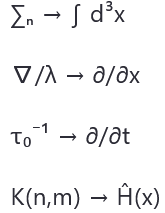 ∑ₙ → ∫ d³x
∇/λ → ∂/∂x
τ₀⁻¹ → ∂/∂t
K(n,m) → Ĥ(x)